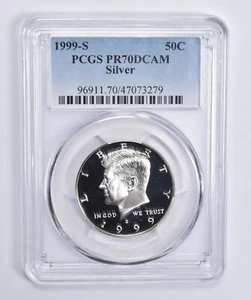 1999-S 50C
PCGS PR70DCAM
Silver
96911.70/47073279
LIBERTY
IN GOD WE TRUST
S
1999